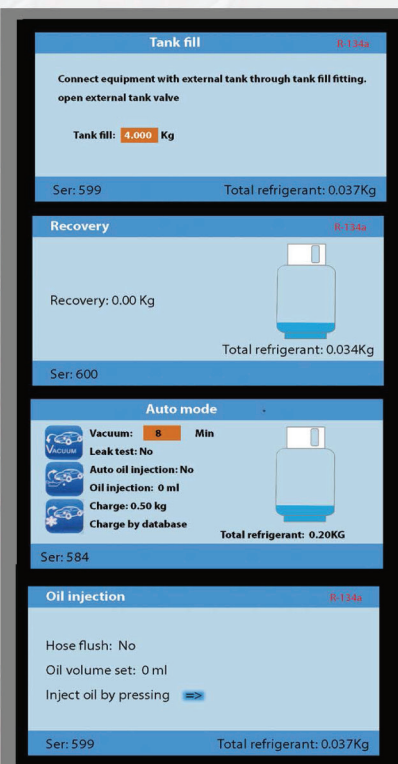 Tank fill R-134a
Connect equipment with external tank through tank fill fitting.
open external tank valve
Tank fill: 4.000 Kg
Ser: 599 Total refrigerant: 0.037Kg
Recovery R-134a
Recovery: 0.00 Kg
Total refrigerant: 0.034Kg
Ser: 600
Auto mode
VACUUM
Vacuum: 8 Min
Leak test: No
Auto oil injection: No
Oil injection: 0 ml
Charge: 0.50 kg
Charge by database
Total refrigerant: 0.20KG
Ser: 584
Oil injection R-134a
Hose flush: No
Oil volume set: 0 ml
Inject oil by pressing =>
Ser: 599 Total refrigerant: 0.037Kg